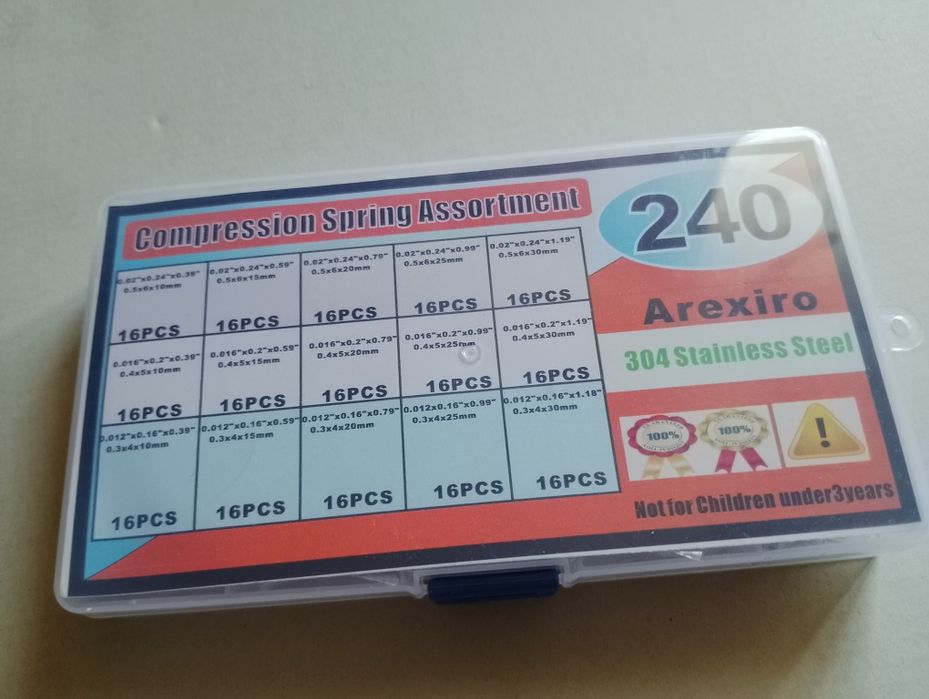 Compression Spring Assortment
240
0.02"x0.24"x0.39"
0.5x6x10mm
16PCS
0.02"x0.24"x0.59"
0.5x6x15mm
16PCS
0.02"x0.24"x0.79"
0.5x6x20mm
16PCS
0.02"x0.24"x0.99"
0.5x6x25mm
16PCS
0.02"x0.24"x1.19"
0.5x6x30mm
16PCS
0.016"x0.2"x0.39"
0.4x5x10mm
16PCS
0.016"x0.2"x0.59"
0.4x5x15mm
16PCS
0.016"x0.2"x0.79"
0.4x5x20mm
16PCS
0.016"x0.2"x0.99"
0.4x5x25mm
16PCS
0.016"x0.2"x1.19"
0.4x5x30mm
16PCS
0.012"x0.16"x0.39"
0.3x4x10mm
16PCS
0.012"x0.16"x0.59"
0.3x4x15mm
16PCS
0.012"x0.16"x0.79"
0.3x4x20mm
16PCS
0.012x0.16"x0.99"
0.3x4x25mm
16PCS
0.012"x0.16"x1.18"
0.3x4x30mm
16PCS
Arexiro
304 Stainless Steel
100%
100%
!
Not for Children under3years